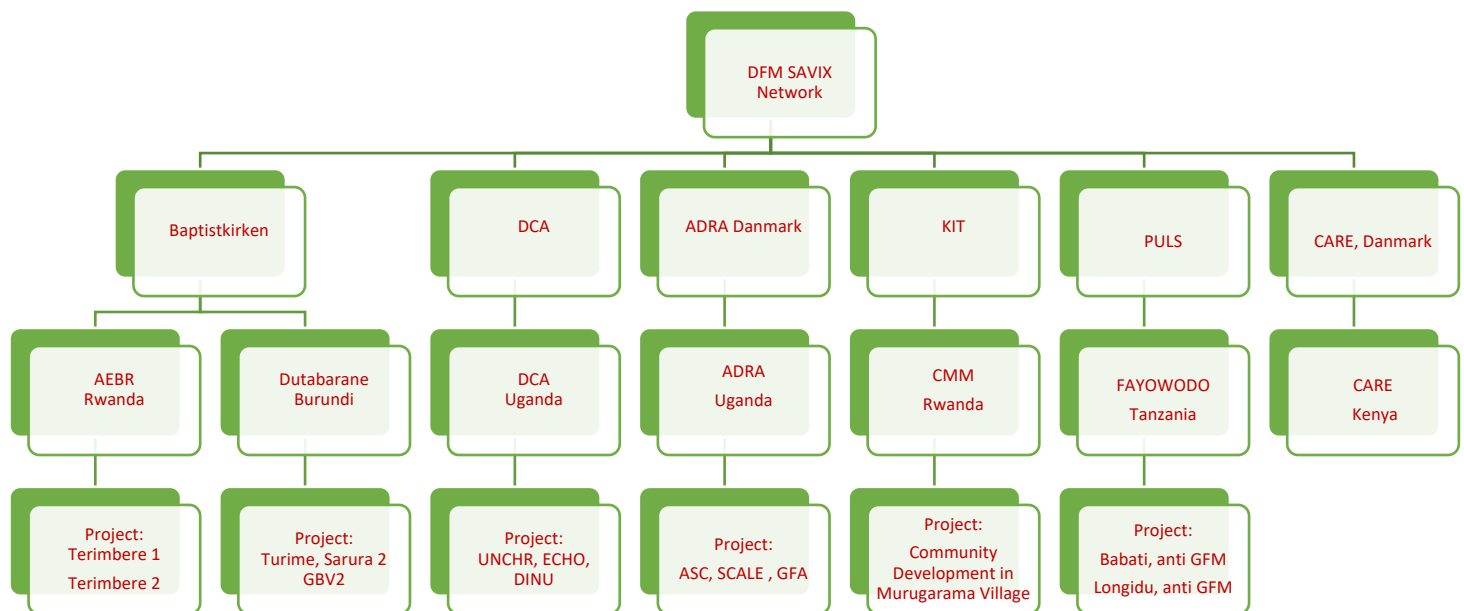 DFM SAVIX
Network
Baptistkirken
DCA
ADRA Danmark
KIT
PULS
CARE, Danmark
AEBR
Rwanda
Dutabarane
Burundi
DCA
Uganda
ADRA
Uganda
CMM
Rwanda
FAYOWODO
Tanzania
CARE
Kenya
Project:
Terimbere 1
Terimbere 2
Project:
Turime, Sarura 2
GBV2
Project:
UNCHR, ECHO,
DINU
Project:
ASC, SCALE , GFA
Project:
Community
Development in
Murugarama Village
Project:
Babati, anti GFM
Longidu, anti GFM